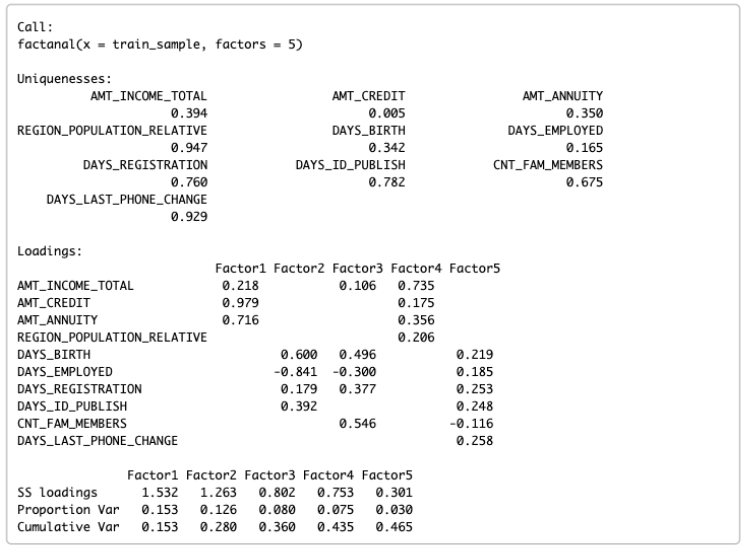 Call:
factanal(x = train_sample, factors = 5)
Uniquenesses:
AMT_INCOME_TOTAL AMT_CREDIT AMT_ANNUITY
0.394 0.005 0.350
REGION_POPULATION_RELATIVE DAYS_BIRTH DAYS_EMPLOYED
0.947 0.342 0.165
DAYS_REGISTRATION DAYS_ID_PUBLISH CNT_FAM_MEMBERS
0.760 0.782 0.675
DAYS_LAST_PHONE_CHANGE
0.929
Loadings:
Factor1 Factor2 Factor3 Factor4 Factor5
AMT_INCOME_TOTAL 0.218 0.106 0.735
AMT_CREDIT 0.979 0.175
AMT_ANNUITY 0.716 0.356
REGION_POPULATION_RELATIVE 0.206
DAYS_BIRTH 0.600 0.496 0.219
DAYS_EMPLOYED -0.841 -0.300 0.185
DAYS_REGISTRATION 0.179 0.377 0.253
DAYS_ID_PUBLISH 0.392 0.248
CNT_FAM_MEMBERS 0.546 -0.116
DAYS_LAST_PHONE_CHANGE 0.258
Factor1 Factor2 Factor3 Factor4 Factor5
SS loadings 1.532 1.263 0.802 0.753 0.301
Proportion Var 0.153 0.126 0.080 0.075 0.030
Cumulative Var 0.153 0.280 0.360 0.435 0.465